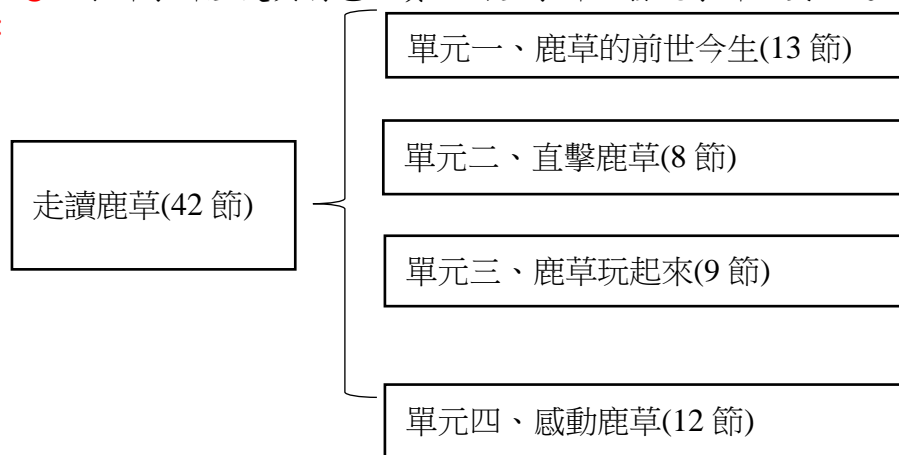 單元一、鹿草的前世今生(13 節)
單元二、直擊鹿草(8 節)
走讀鹿草(42 節)
單元三、鹿草玩起來(9 節)
單元四、感動鹿草(12 節)